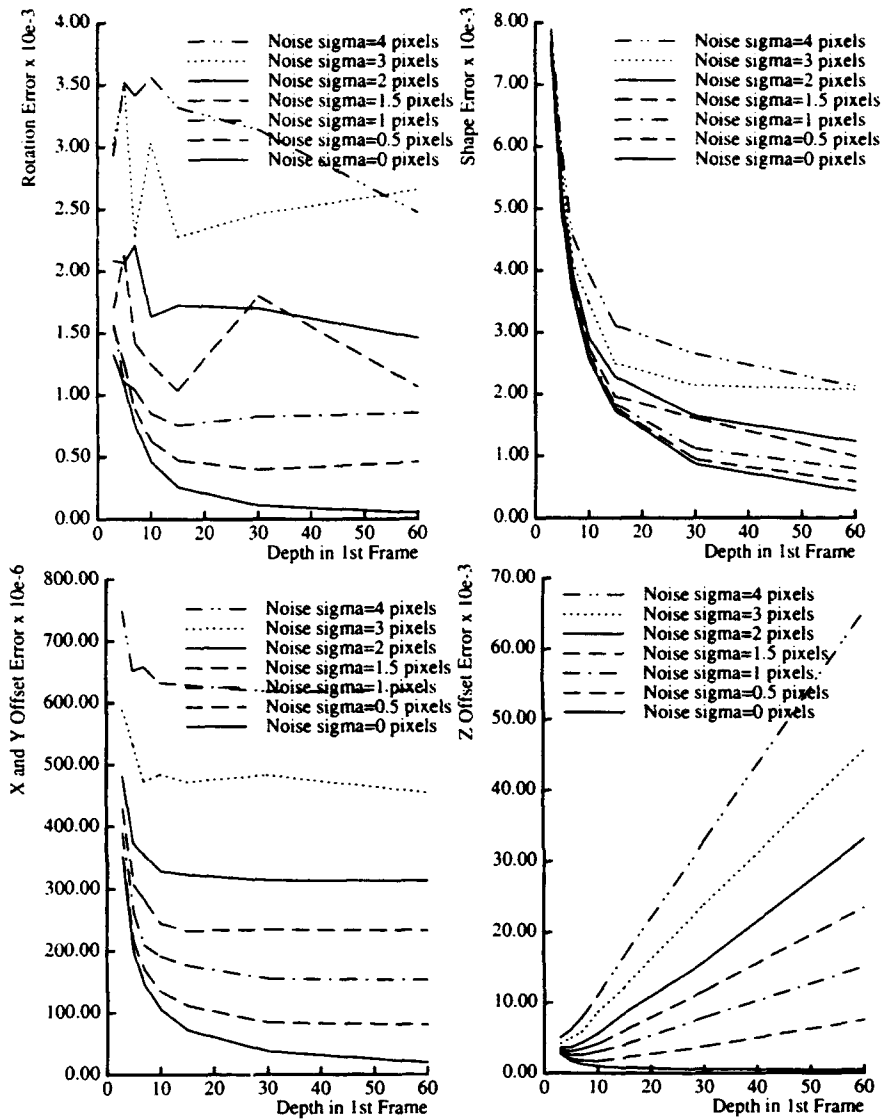 Rotation Error x 10e-3
4.00
3.50
3.00
2.50
2.00
1.50
1.00
0.50
0.00
Noise sigma=4 pixels
Noise sigma=3 pixels
Noise sigma=2 pixels
Noise sigma=1.5 pixels
Noise sigma=1 pixels
Noise sigma=0.5 pixels
Noise sigma=0 pixels
0 10 20 30 40 50 60
Depth in 1st Frame
Shape Error x 10e-3
8.00
7.00
6.00
5.00
4.00
3.00
2.00
1.00
0.00
Noise sigma=4 pixels
Noise sigma=3 pixels
Noise sigma=2 pixels
Noise sigma=1.5 pixels
Noise sigma=1 pixels
Noise sigma=0.5 pixels
Noise sigma=0 pixels
0 10 20 30 40 50 60
Depth in 1st Frame
X and Y Offset Error x 10e-6
800.00
700.00
600.00
500.00
400.00
300.00
200.00
100.00
0.00
Noise sigma=4 pixels
Noise sigma=3 pixels
Noise sigma=2 pixels
Noise sigma=1.5 pixels
Noise sigma=1 pixels
Noise sigma=0.5 pixels
Noise sigma=0 pixels
0 10 20 30 40 50 60
Depth in 1st Frame
Z Offset Error x 10e-3
70.00
60.00
50.00
40.00
30.00
20.00
10.00
0.00
Noise sigma=4 pixels
Noise sigma=3 pixels
Noise sigma=2 pixels
Noise sigma=1.5 pixels
Noise sigma=1 pixels
Noise sigma=0.5 pixels
Noise sigma=0 pixels
0 10 20 30 40 50 60
Depth in 1st Frame